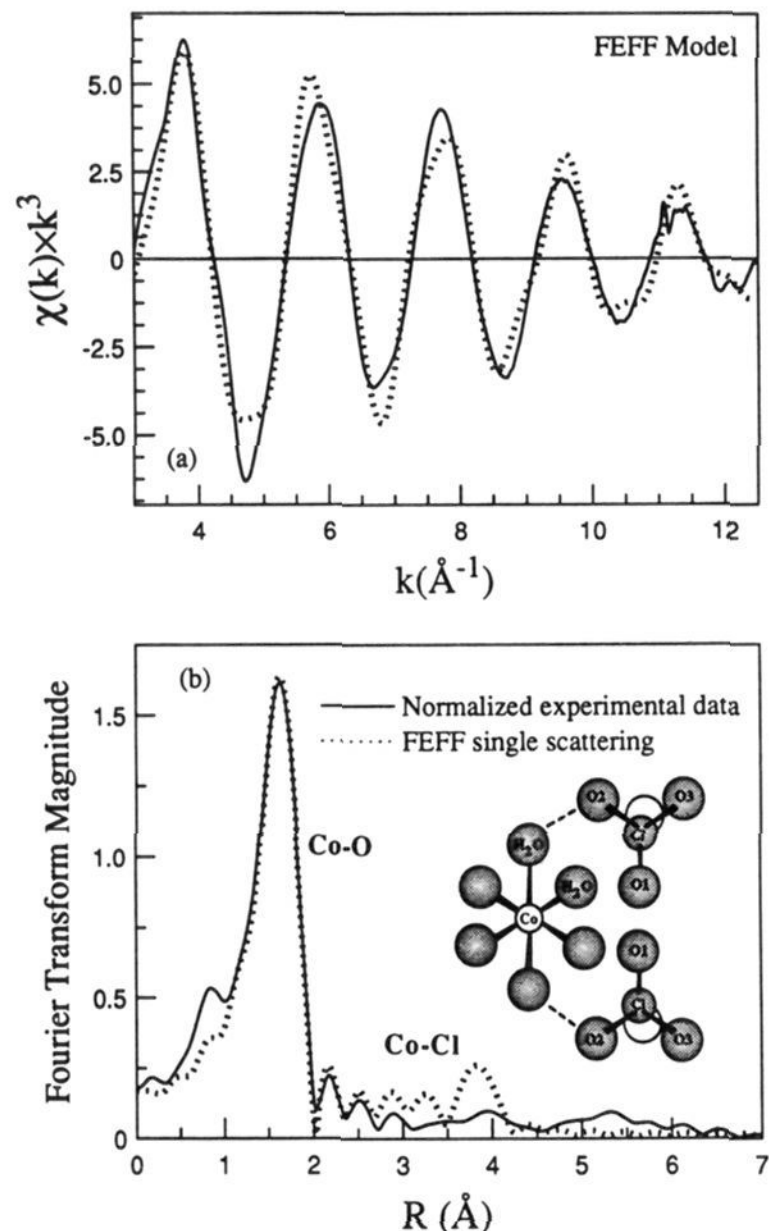 FEFF Model
5.0
2.5
0
-2.5
-5.0
χ(k)×k³
(a)
4 6 8 10 12
k(Å⁻¹)
(b)
Normalized experimental data
FEFF single scattering
1.5
1.0
0.5
0
Fourier Transform Magnitude
Co-O
Co-Cl
O2 Cl O3
H₂O
O1
H₂O
Co
O1
Cl
O2 O3
0 1 2 3 4 5 6 7
R (Å)